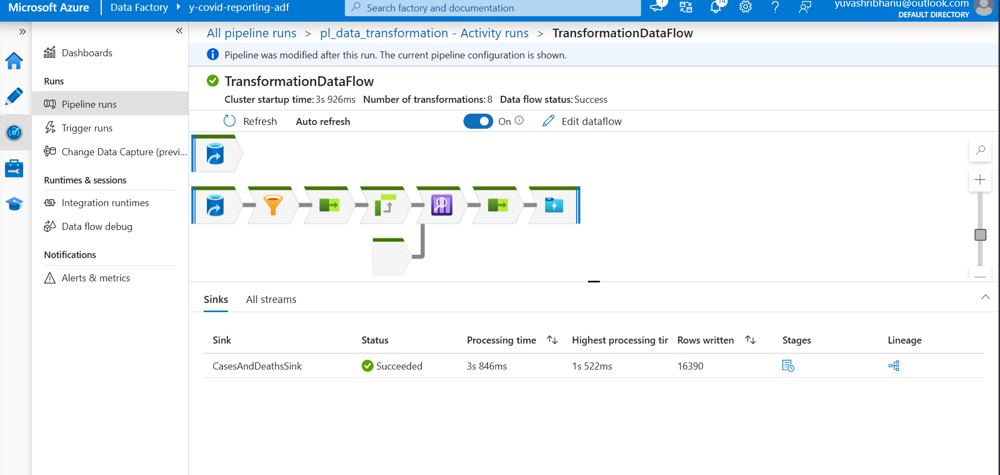 Microsoft Azure
Data Factory
y-covid-reporting-adf
Search factory and documentation
1
14
yuvashribhanu@outlook.com
DEFAULT DIRECTORY
Dashboards
Runs
Pipeline runs
Trigger runs
Change Data Capture (previ...
Runtimes & sessions
Integration runtimes
Data flow debug
Notifications
Alerts & metrics
All pipeline runs > pl_data_transformation - Activity runs > TransformationDataFlow
Pipeline was modified after this run. The current pipeline configuration is shown.
TransformationDataFlow
Cluster startup time: 3s 926ms Number of transformations: 8 Data flow status: Success
Refresh Auto refresh On Edit dataflow
Sinks All streams
Sink Status Processing time Highest processing tir Rows written Stages Lineage
CasesAndDeathsSink Succeeded 3s 846ms 1s 522ms 16390